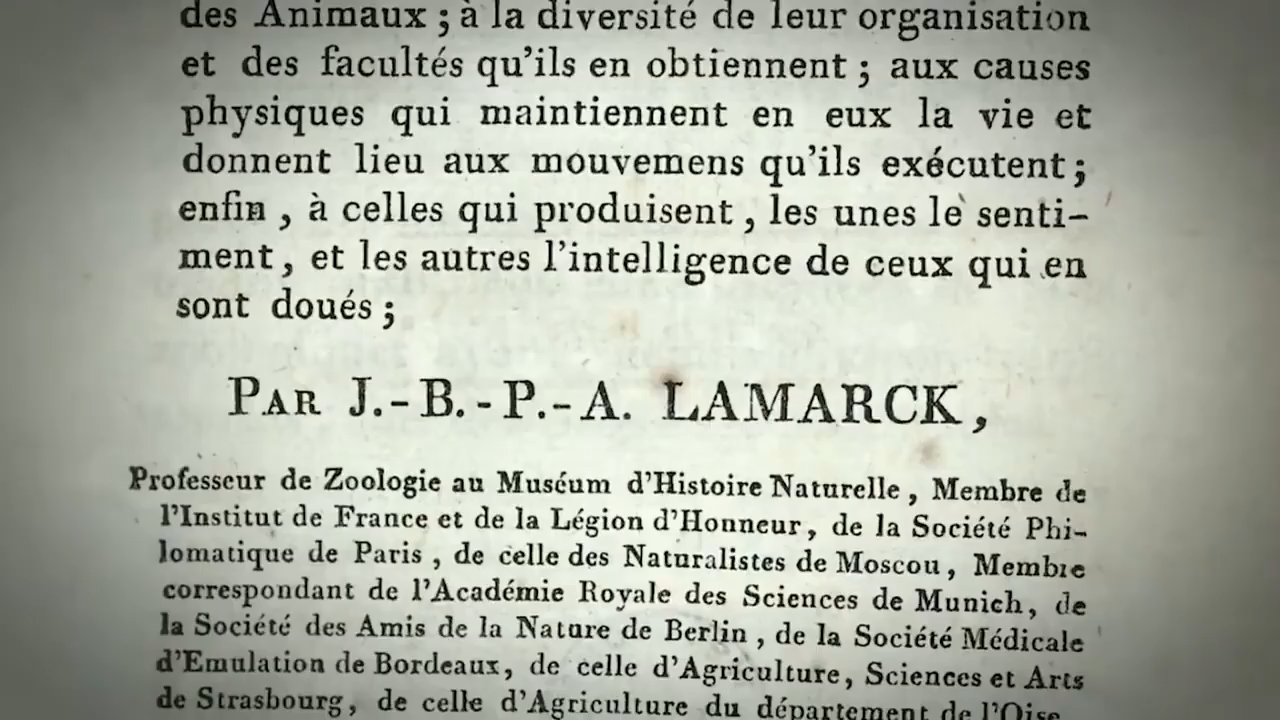 des Animaux ; à la diversité de leur organisation
et des facultés qu'ils en obtiennent ; aux causes
physiques qui maintiennent en eux la vie et
donnent lieu aux mouvemens qu'ils exécutent ;
enfin , à celles qui produisent , les unes le senti-
ment , et les autres l'intelligence de ceux qui en
sont doués ;
PAR J.-B.-P.-A. LAMARCK ,
Professeur de Zoologie au Muséum d'Histoire Naturelle , Membre de
l'Institut de France et de la Légion d'Honneur , de la Société Phi-
lomatique de Paris , de celle des Naturalistes de Moscou , Membre
correspondant de l'Académie Royale des Sciences de Munich , de
la Société des Amis de la Nature de Berlin , de la Société Médicale
d'Emulation de Bordeaux , de celle d'Agriculture , Sciences et Arts
de Strasbourg , de celle d'Agriculture du département de l'Oise